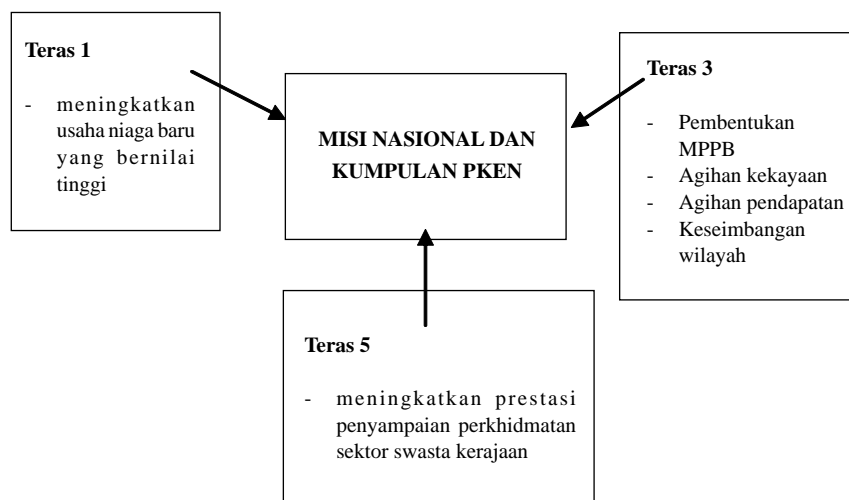 Teras 1
- meningkatkan
usaha niaga baru
yang bernilai
tinggi
MISI NASIONAL DAN
KUMPULAN PKEN
Teras 3
- Pembentukan
MPPB
- Agihan kekayaan
- Agihan pendapatan
- Keseimbangan
wilayah
Teras 5
- meningkatkan prestasi
penyampaian perkhidmatan
sektor swasta kerajaan